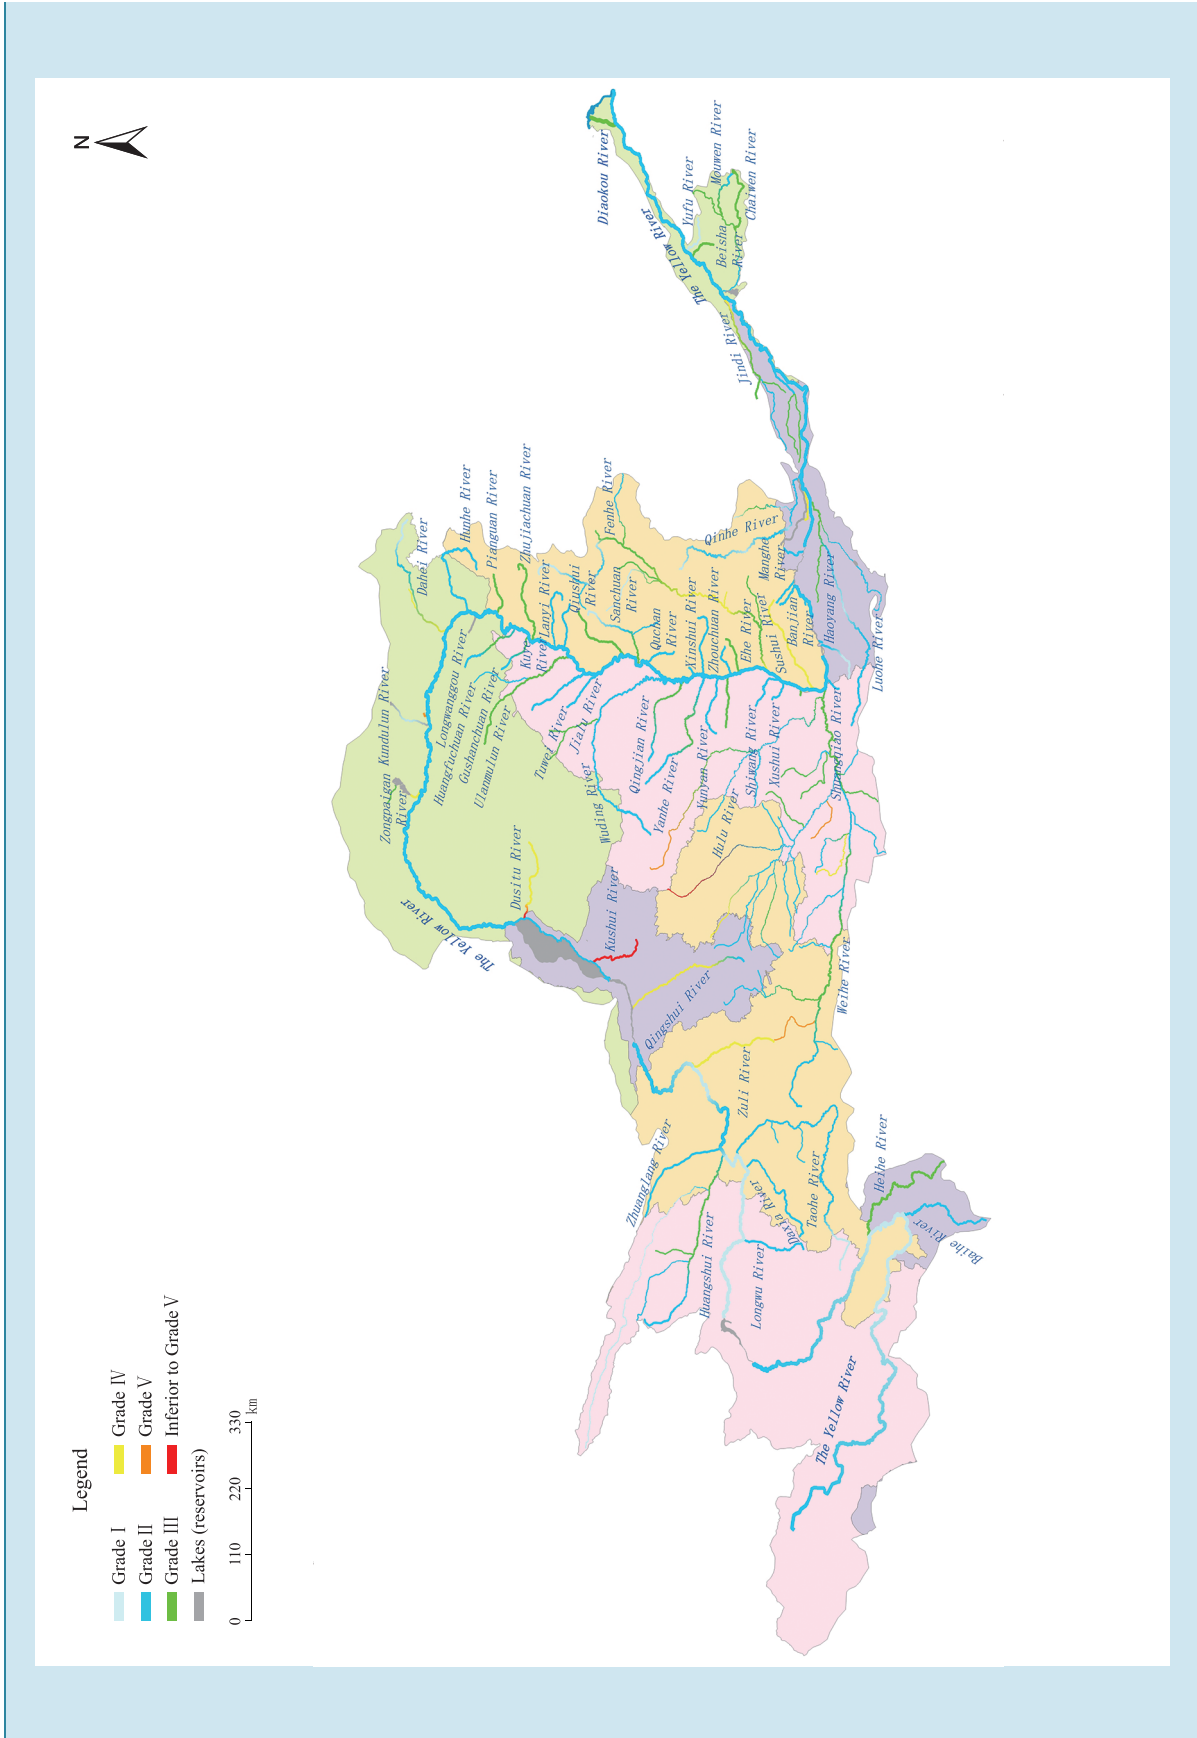 N
Diaokou River
Mouwen River
Yufu River
Chaiwen River
The Yellow River
Beisha
River
Jindi River
Hunhe River
Pianguan River
Zhujiachuan River
Fenhe River
Dahei River
Qinhe River
Lanyi River
Qiushui
River
Sanchuan
River
Manghe
River
Haoyang River
Kuye
River
Quchan
River
Xinshui River
Zhouchuan River
Ehe River
Sushui River
Banjian
River
Luohe River
Zongpaigan Kundulun River
River
Longwanggou River
Huangfuchuan River
Gushanchuan River
Ulanmulun River
Tuwei River
Jialu River
Qingjian River
Wuding River
Yanhe River
Yunyan River
Shiwang River
Xushui River
Shuangqiao River
Hulu River
Dusitu River
The Yellow River
Kushui River
Qingshui River
Weihe River
Zuli River
Zhuanglang River
Heihe River
Taohe River
Daxia River
Baihe River
Huangshui River
Longwu River
The Yellow River
Legend
Grade I
Grade II
Grade III
Lakes (reservoirs)
Grade IV
Grade V
Inferior to Grade V
0 110 220 330
km